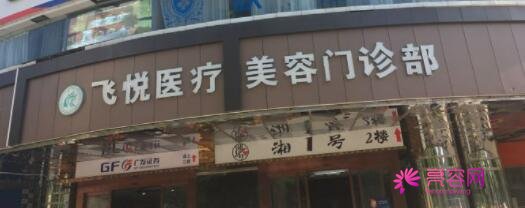 飞悦医疗 美容门诊部
GF 广发证券
湘1号 2楼
亮容网